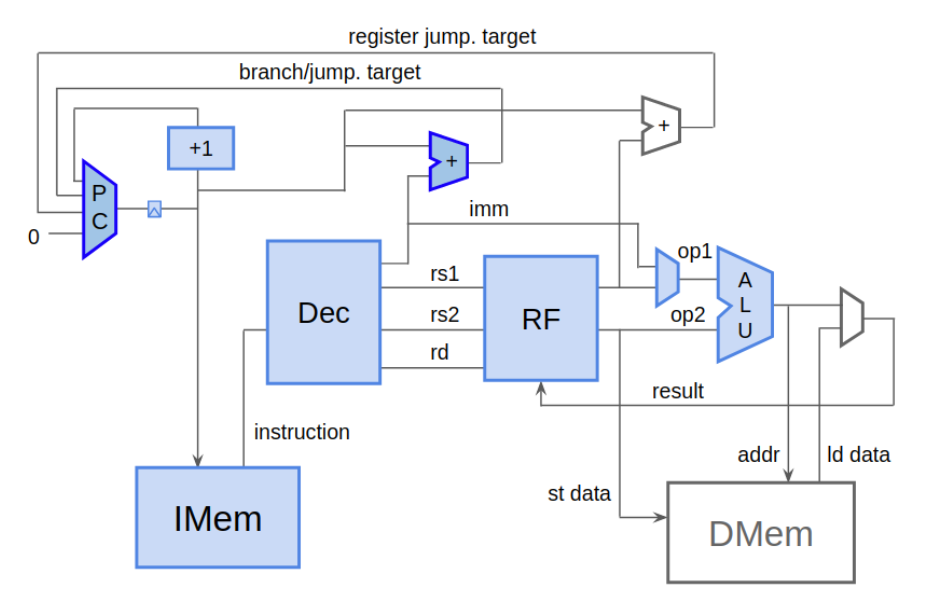 register jump. target
branch/jump. target
+1
+
+
P
C
0
imm
Dec
rs1
rs2
rd
RF
op1
op2
A
L
U
result
instruction
addr
ld data
st data
IMem
DMem